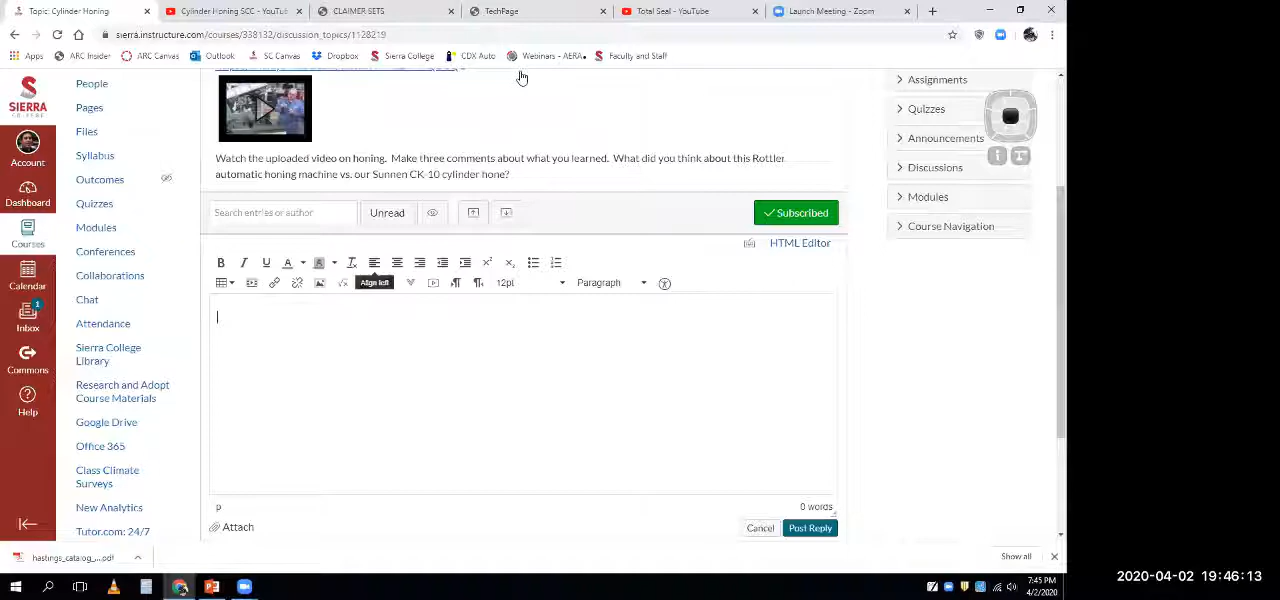 Topic: Cylinder Honing
Cylinder Honing SCC - YouTub
CLAIMER SETS
TechPage
Total Seal - YouTube
Launch Meeting - Zoom
sierra.instructure.com/courses/338132/discussion_topics/1128219
Apps
ARC Insider
ARC Canvas
Outlook
SC Canvas
Dropbox
Sierra College
CDX Auto
Webinars - AERA
Faculty and Staff
SIERRA
COLLEGE
Account
Dashboard
Courses
Calendar
1
Inbox
Commons
Help
People
Pages
Files
Syllabus
Outcomes
Quizzes
Modules
Conferences
Collaborations
Chat
Attendance
Sierra College
Library
Research and Adopt
Course Materials
Google Drive
Office 365
Class Climate
Surveys
New Analytics
Tutor.com: 24/7
Watch the uploaded video on honing. Make three comments about what you learned. What did you think about this Rottler
automatic honing machine vs. our Sunnen CK-10 cylinder hone?
Search entries or author
Unread
Subscribed
HTML Editor
B I U A A
Align left
12pt
Paragraph
p
0 words
Attach
Cancel
Post Reply
Assignments
Quizzes
Announcements
Discussions
Modules
Course Navigation
hastings_catalog_....pdf
Show all
7:45 PM
4/2/2020
2020-04-02 19:46:13